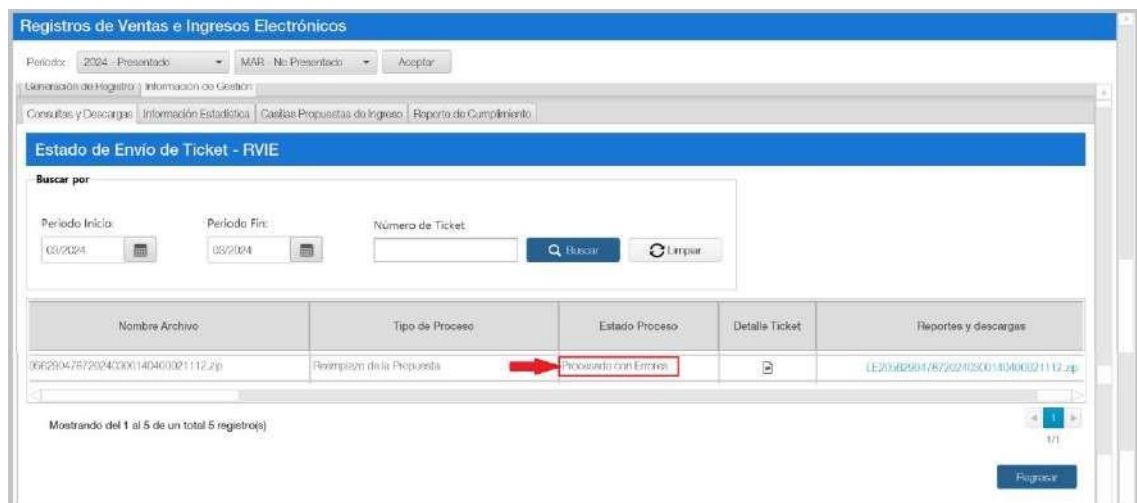 Registros de Ventas e Ingresos Electrónicos
Periodo: 2024 - Presentado MAR - No Presentado Aceptar
Generación de Registro Información de Gestión
Consultas y Descargas Información Estadística Casillas Propuestas de Ingreso Reporte de Cumplimiento
Estado de Envío de Ticket - RVIE
Buscar por
Periodo Inicio: Periodo Fin: Número de Ticket
03/2024 03/2024 Buscar Limpiar
Nombre Archivo Tipo de Proceso Estado Proceso Detalle Ticket Reportes y descargas
Reemplazo de la Propuesta Procesado con Errores
Mostrando del 1 al 5 de un total 5 registro(s)
1
1/1
Regresar